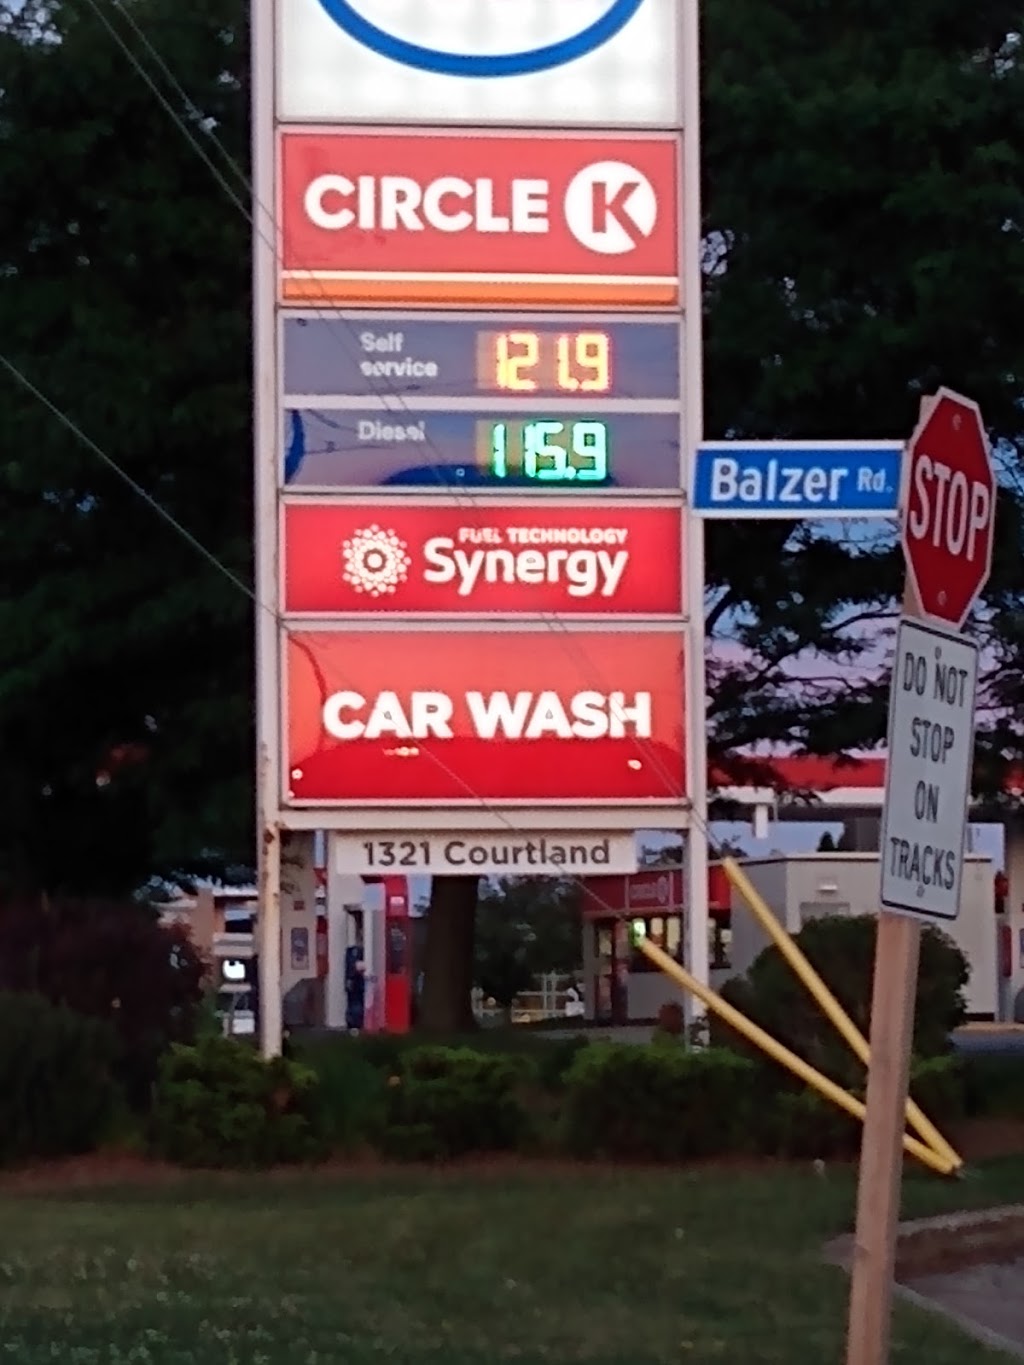 CIRCLE K
Self
service
121.9
Diesel
115.9
FUEL TECHNOLOGY
Synergy
CAR WASH
1321 Courtland
Balzer Rd.
STOP
DO NOT
STOP
ON
TRACKS